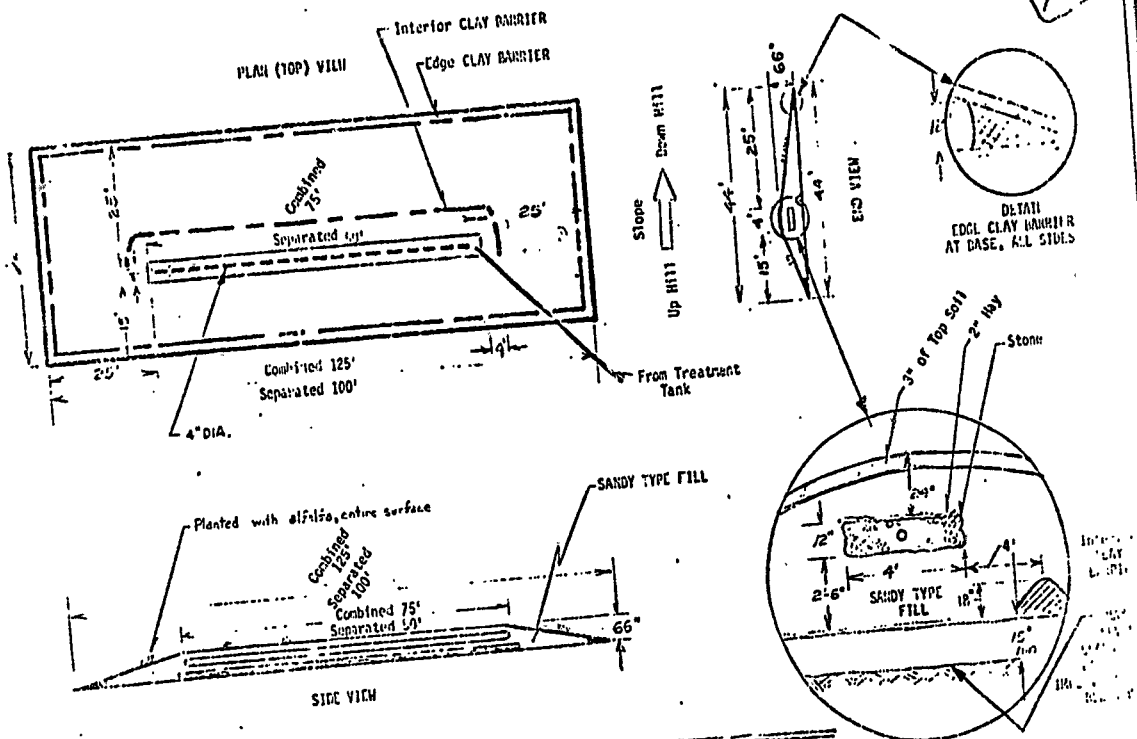 Interior CLAY BARRIER
PLAN (TOP) VIEW
Edge CLAY BARRIER
25'
Combined
75'
Separated
25'
15'
25'
Combined 125'
Separated 100'
4'
From Treatment
Tank
4" DIA.
Slope
Up Hill
Down Hill
66"
44'
25'
4'
15'
44'
END VIEW
DETAIL
EDGE CLAY BARRIER
AT BASE, ALL SIDES
3" of Top Soil
2" Hay
Stone
24"
12"
4'
4'
2'-6"
SANDY TYPE
FILL
18"
15"
Planted with alfalfa, entire surface
SANDY TYPE FILL
Combined
125'
Separated
100'
Combined 75'
Separated 50'
66"
SIDE VIEW